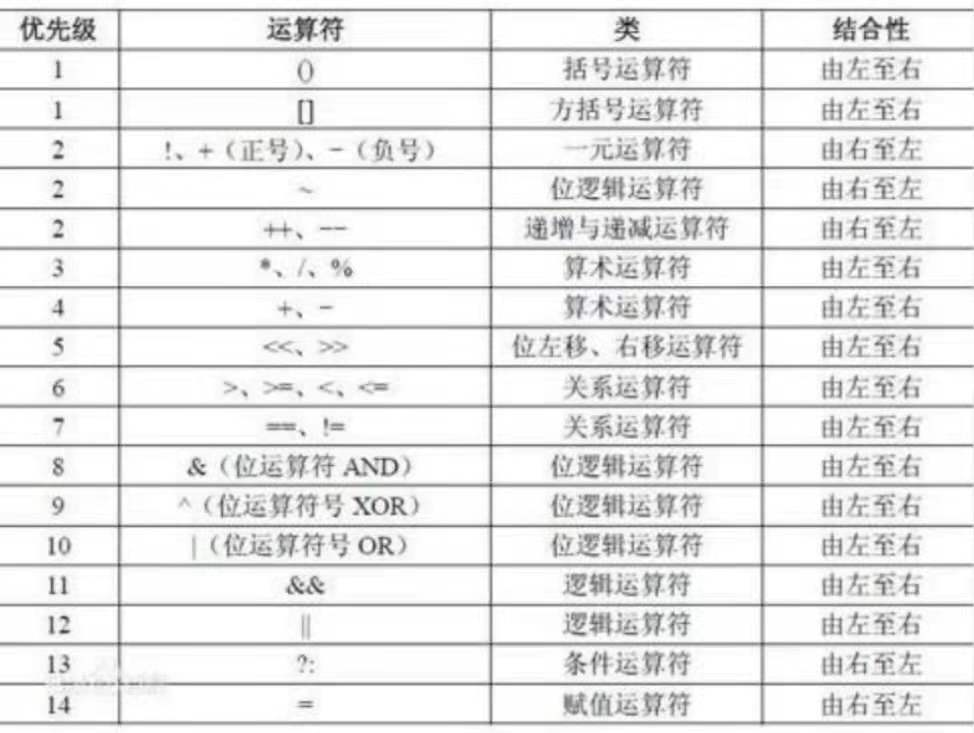 优先级 运算符 类 结合性
1 () 括号运算符 由左至右
1 [] 方括号运算符 由左至右
2 !、+（正号）、-（负号） 一元运算符 由右至左
2 ~ 位逻辑运算符 由右至左
2 ++、-- 递增与递减运算符 由右至左
3 *、/、% 算术运算符 由左至右
4 +、- 算术运算符 由左至右
5 <<、>> 位左移、右移运算符 由左至右
6 >、>=、<、<= 关系运算符 由左至右
7 ==、!= 关系运算符 由左至右
8 &（位运算符 AND） 位逻辑运算符 由左至右
9 ^（位运算符号 XOR） 位逻辑运算符 由左至右
10 |（位运算符号 OR） 位逻辑运算符 由左至右
11 && 逻辑运算符 由左至右
12 || 逻辑运算符 由左至右
13 ?: 条件运算符 由右至左
14 = 赋值运算符 由右至左